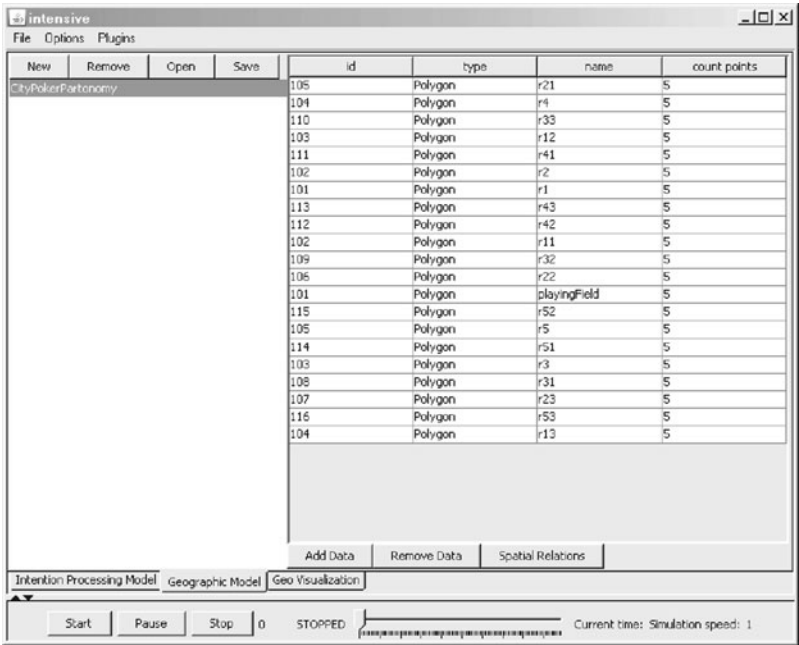 intensive
File Options Plugins
New Remove Open Save
CityPokerPartonomy
id type name count points
105 Polygon r21 5
104 Polygon r4 5
110 Polygon r33 5
103 Polygon r12 5
111 Polygon r41 5
102 Polygon r2 5
101 Polygon r1 5
113 Polygon r43 5
112 Polygon r42 5
102 Polygon r11 5
109 Polygon r32 5
106 Polygon r22 5
101 Polygon playingField 5
115 Polygon r52 5
105 Polygon r5 5
114 Polygon r51 5
103 Polygon r3 5
108 Polygon r31 5
107 Polygon r23 5
116 Polygon r53 5
104 Polygon r13 5
Add Data Remove Data Spatial Relations
Intention Processing Model Geographic Model Geo Visualization
Start Pause Stop 0 STOPPED Current time: Simulation speed: 1